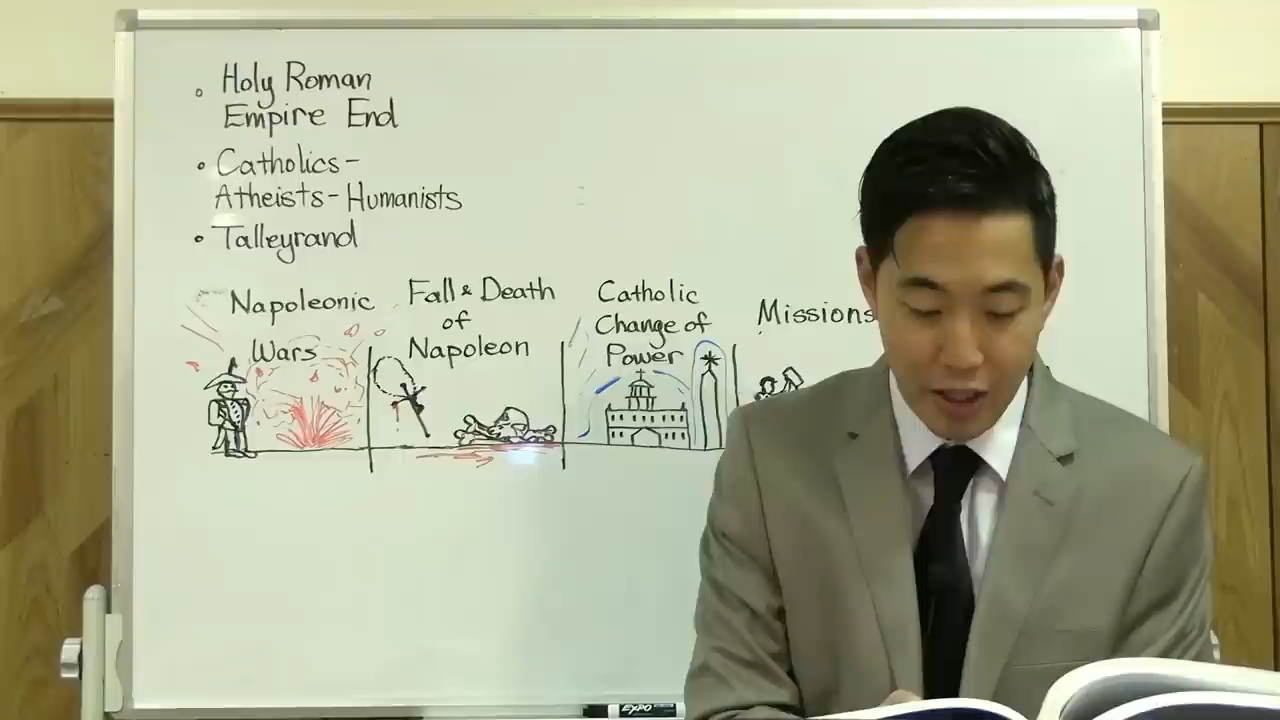 Holy Roman
Empire End
Catholics-
Atheists-Humanists
Talleyrand
Napoleonic
Wars
Fall & Death
of
Napoleon
Catholic
Change of
Power
Missions
EXPO